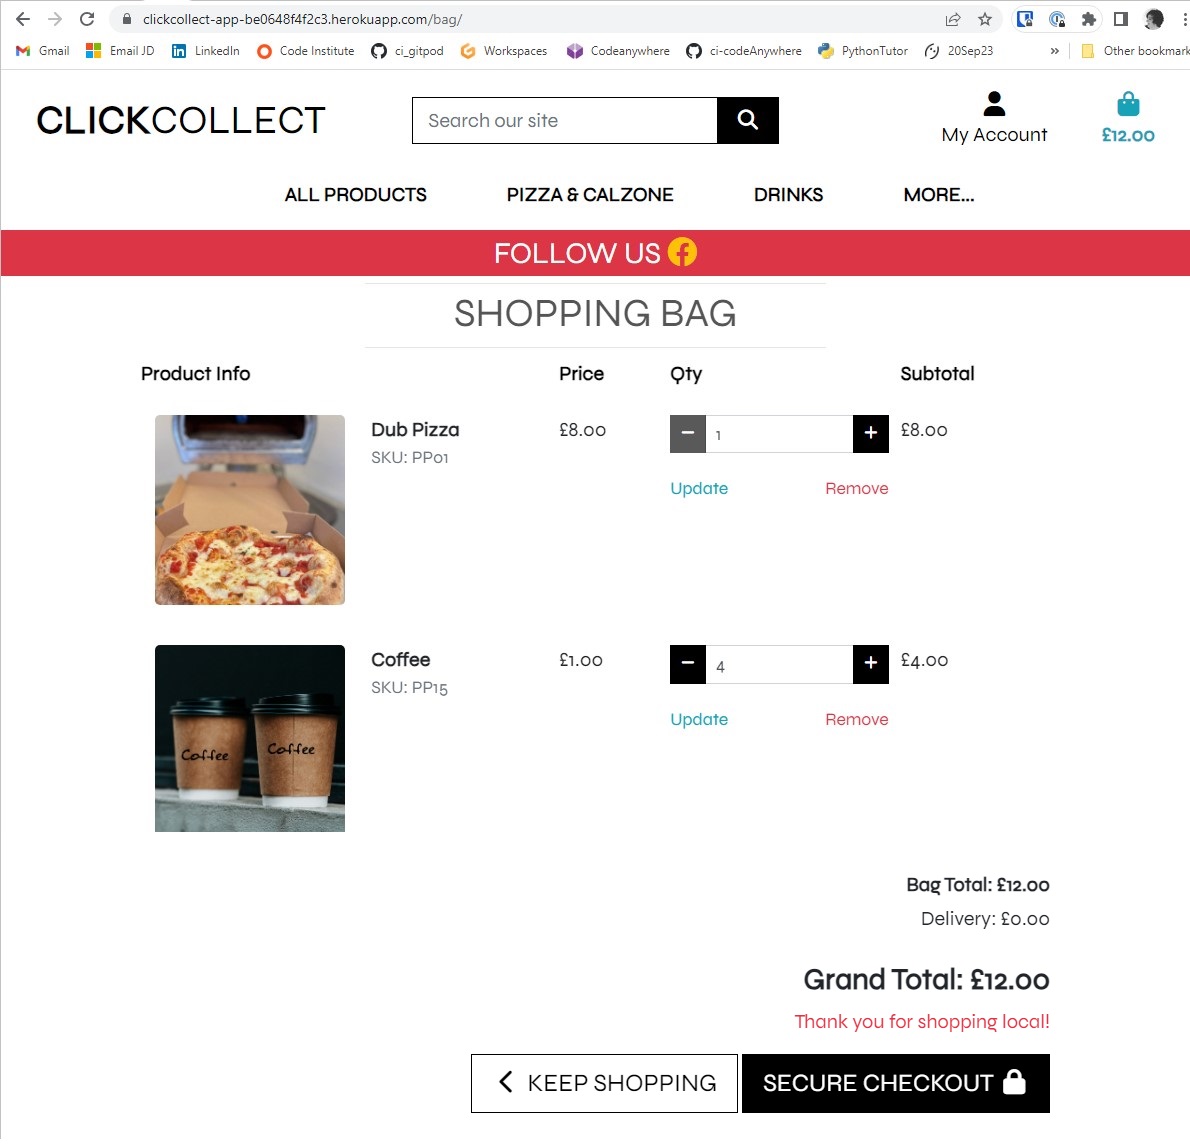 clickcollect-app-be0648f4f2c3.herokuapp.com/bag/
Gmail Email JD LinkedIn Code Institute ci_gitpod Workspaces Codeanywhere ci-codeAnywhere PythonTutor 20Sep23 » Other bookmark
CLICKCOLLECT
Search our site
My Account
£12.00
ALL PRODUCTS PIZZA & CALZONE DRINKS MORE...
FOLLOW US
SHOPPING BAG
Product Info Price Qty Subtotal
Dub Pizza £8.00 1 £8.00
SKU: PP01
Update Remove
Coffee £1.00 4 £4.00
SKU: PP15
Update Remove
Coffee Coffee
Bag Total: £12.00
Delivery: £0.00
Grand Total: £12.00
Thank you for shopping local!
KEEP SHOPPING SECURE CHECKOUT